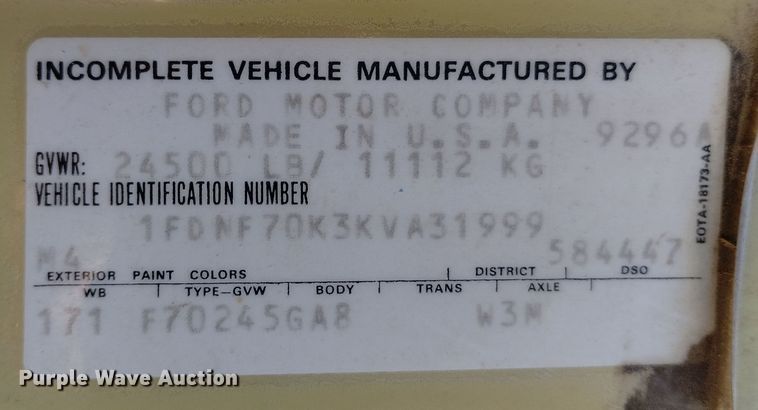 INCOMPLETE VEHICLE MANUFACTURED BY
FORD MOTOR COMPANY
MADE IN U.S.A. 9296A
GVWR: 24500 LB/ 11112 KG
VEHICLE IDENTIFICATION NUMBER
1FDNF70K3KVA31999
M4 584447
EXTERIOR PAINT COLORS DISTRICT DSO
WB TYPE-GVW BODY TRANS AXLE
171 F70245GA8 W3M
EOTA-18173-AA
Purple Wave Auction